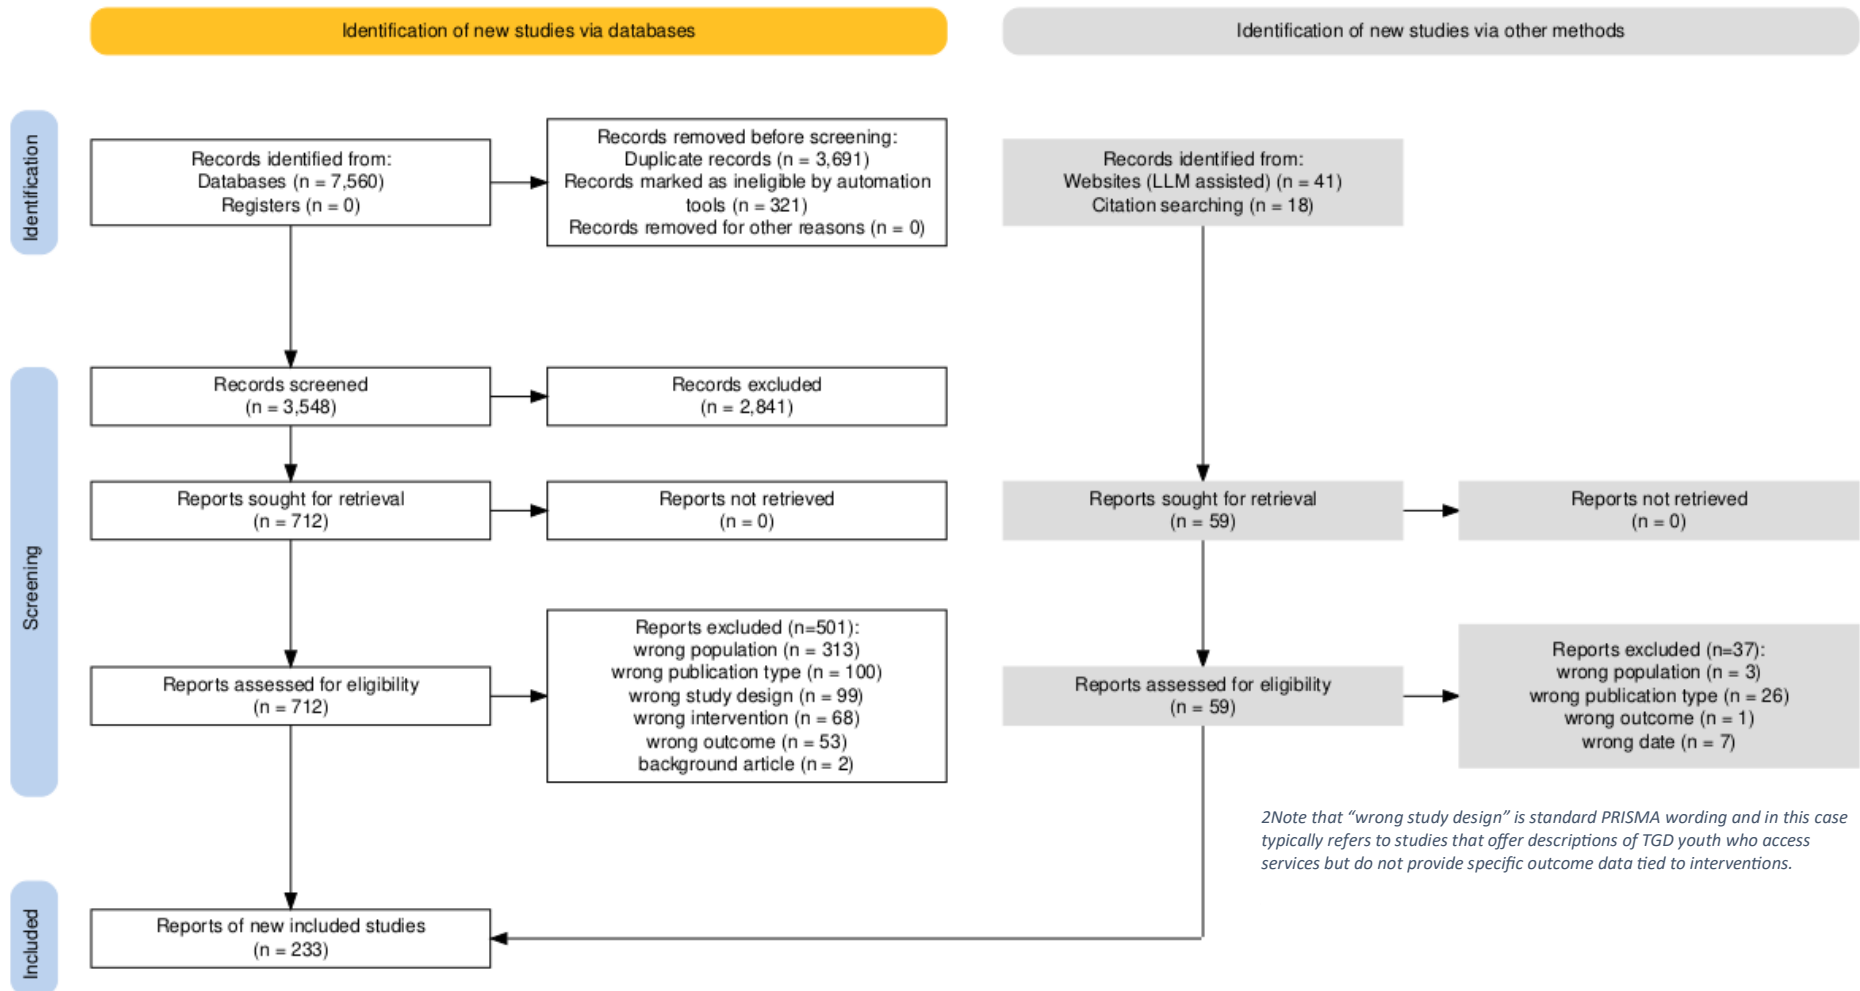 Identification of new studies via databases
Identification of new studies via other methods
Identification
Records identified from:
Databases (n = 7,560)
Registers (n = 0)
Records removed before screening:
Duplicate records (n = 3,691)
Records marked as ineligible by automation
tools (n = 321)
Records removed for other reasons (n = 0)
Records identified from:
Websites (LLM assisted) (n = 41)
Citation searching (n = 18)
Screening
Records screened
(n = 3,548)
Records excluded
(n = 2,841)
Reports sought for retrieval
(n = 712)
Reports not retrieved
(n = 0)
Reports sought for retrieval
(n = 59)
Reports not retrieved
(n = 0)
Reports assessed for eligibility
(n = 712)
Reports excluded (n=501):
wrong population (n = 313)
wrong publication type (n = 100)
wrong study design (n = 99)
wrong intervention (n = 68)
wrong outcome (n = 53)
background article (n = 2)
Reports assessed for eligibility
(n = 59)
Reports excluded (n=37):
wrong population (n = 3)
wrong publication type (n = 26)
wrong outcome (n = 1)
wrong date (n = 7)
2Note that “wrong study design” is standard PRISMA wording and in this case
typically refers to studies that offer descriptions of TGD youth who access
services but do not provide specific outcome data tied to interventions.
Included
Reports of new included studies
(n = 233)